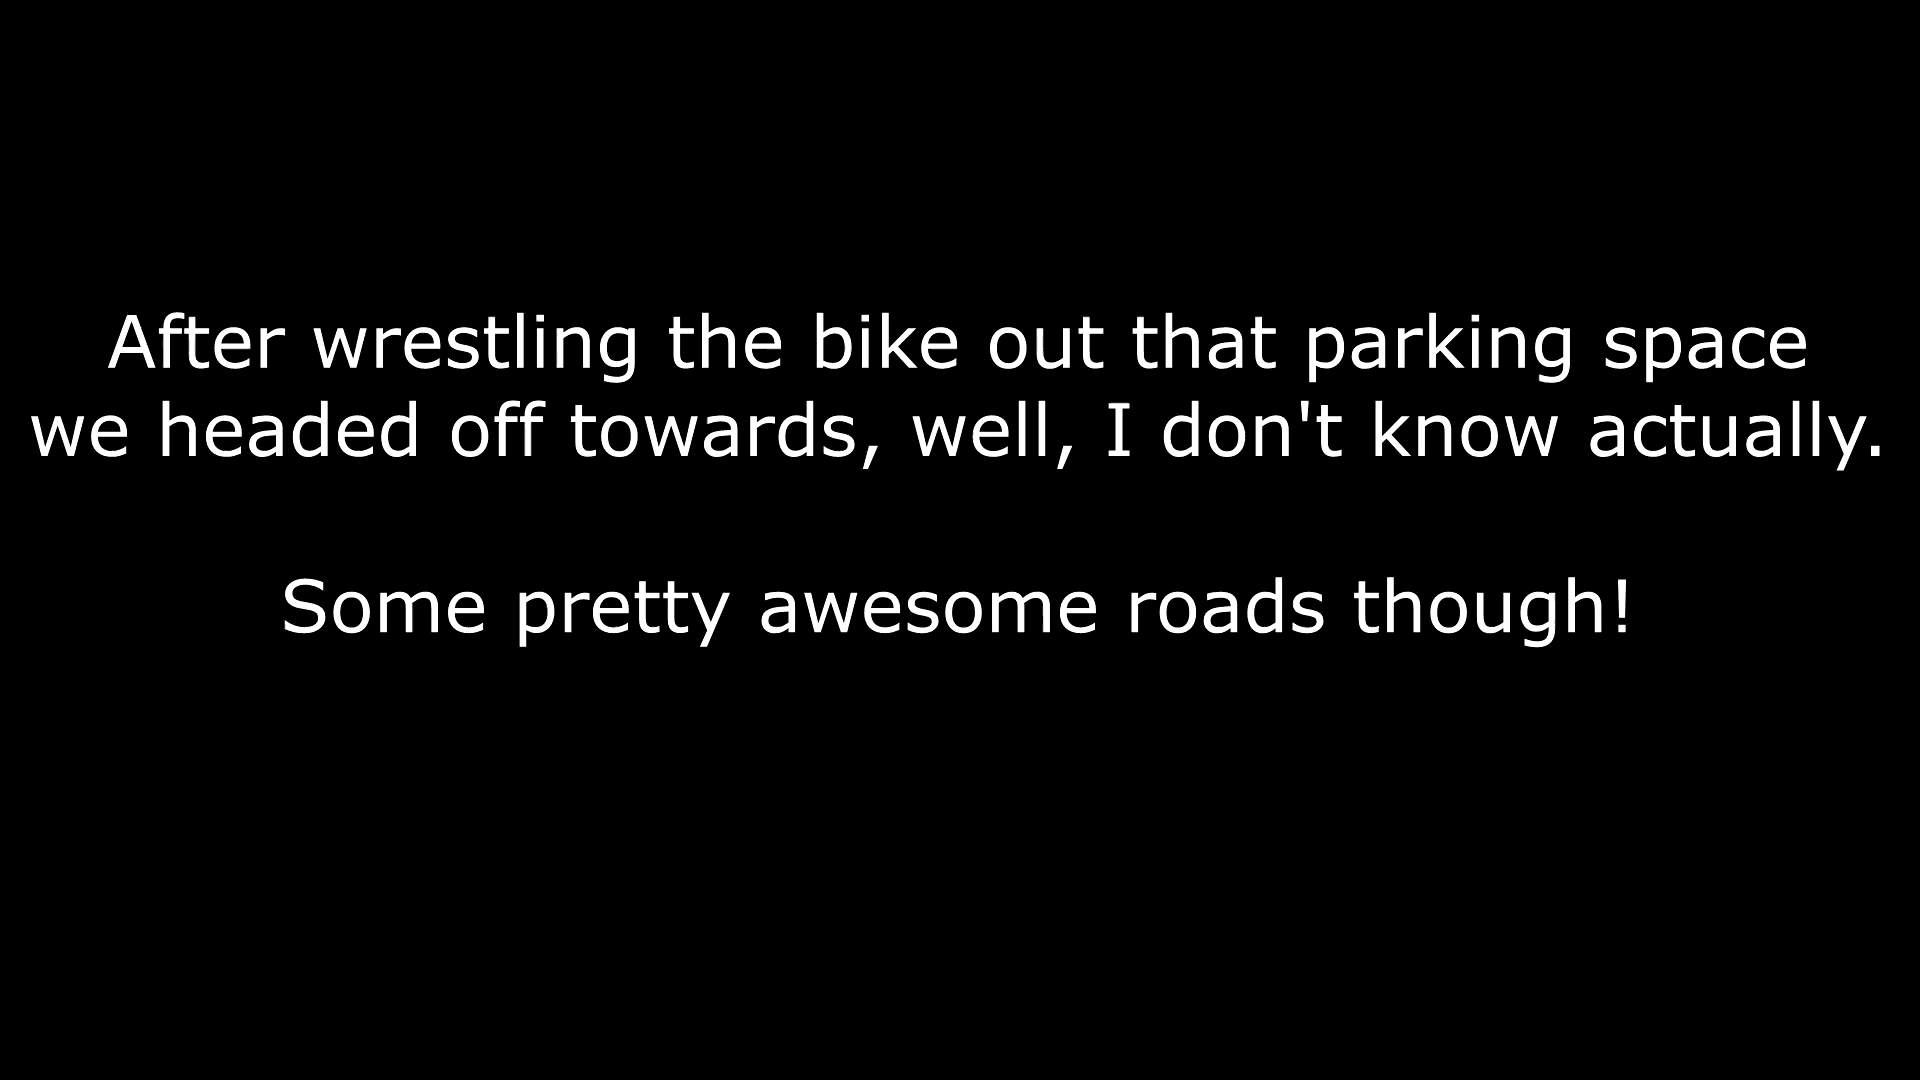 After wrestling the bike out that parking space
we headed off towards, well, I don't know actually.
Some pretty awesome roads though!